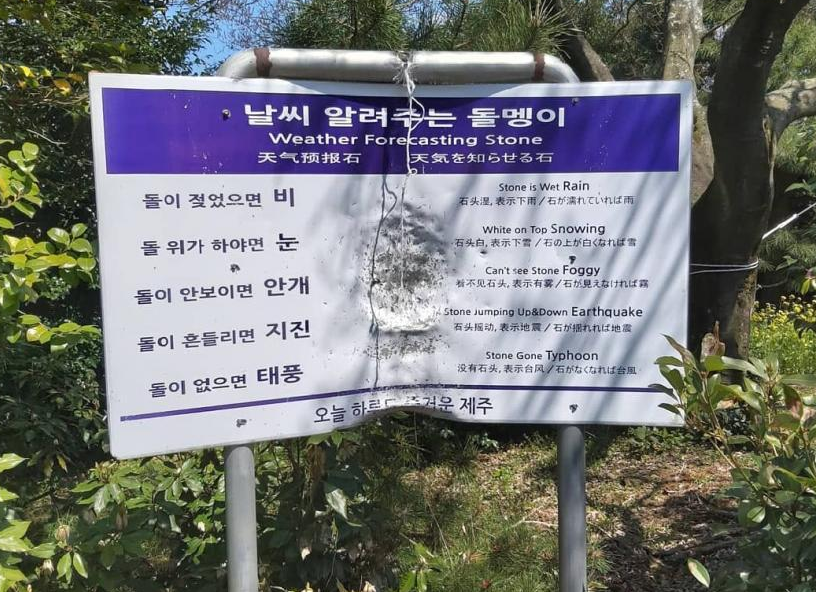 날씨 알려주는 돌멩이
Weather Forecasting Stone
天气预报石 天気を知らせる石
돌이 젖었으면 비
Stone is Wet Rain
石头湿, 表示下雨 / 石が濡れていれば雨
돌 위가 하야면 눈
White on Top Snowing
石头白, 表示下雪 / 石の上が白くなれば雪
돌이 안보이면 안개
Can't see Stone Foggy
看不见石头, 表示有雾 / 石が見えなければ霧
돌이 흔들리면 지진
Stone Jumping Up&Down Earthquake
石头摇动, 表示地震 / 石が揺れれば地震
돌이 없으면 태풍
Stone Gone Typhoon
没有石头, 表示台风 / 石がなくなれば台風
오늘 제주